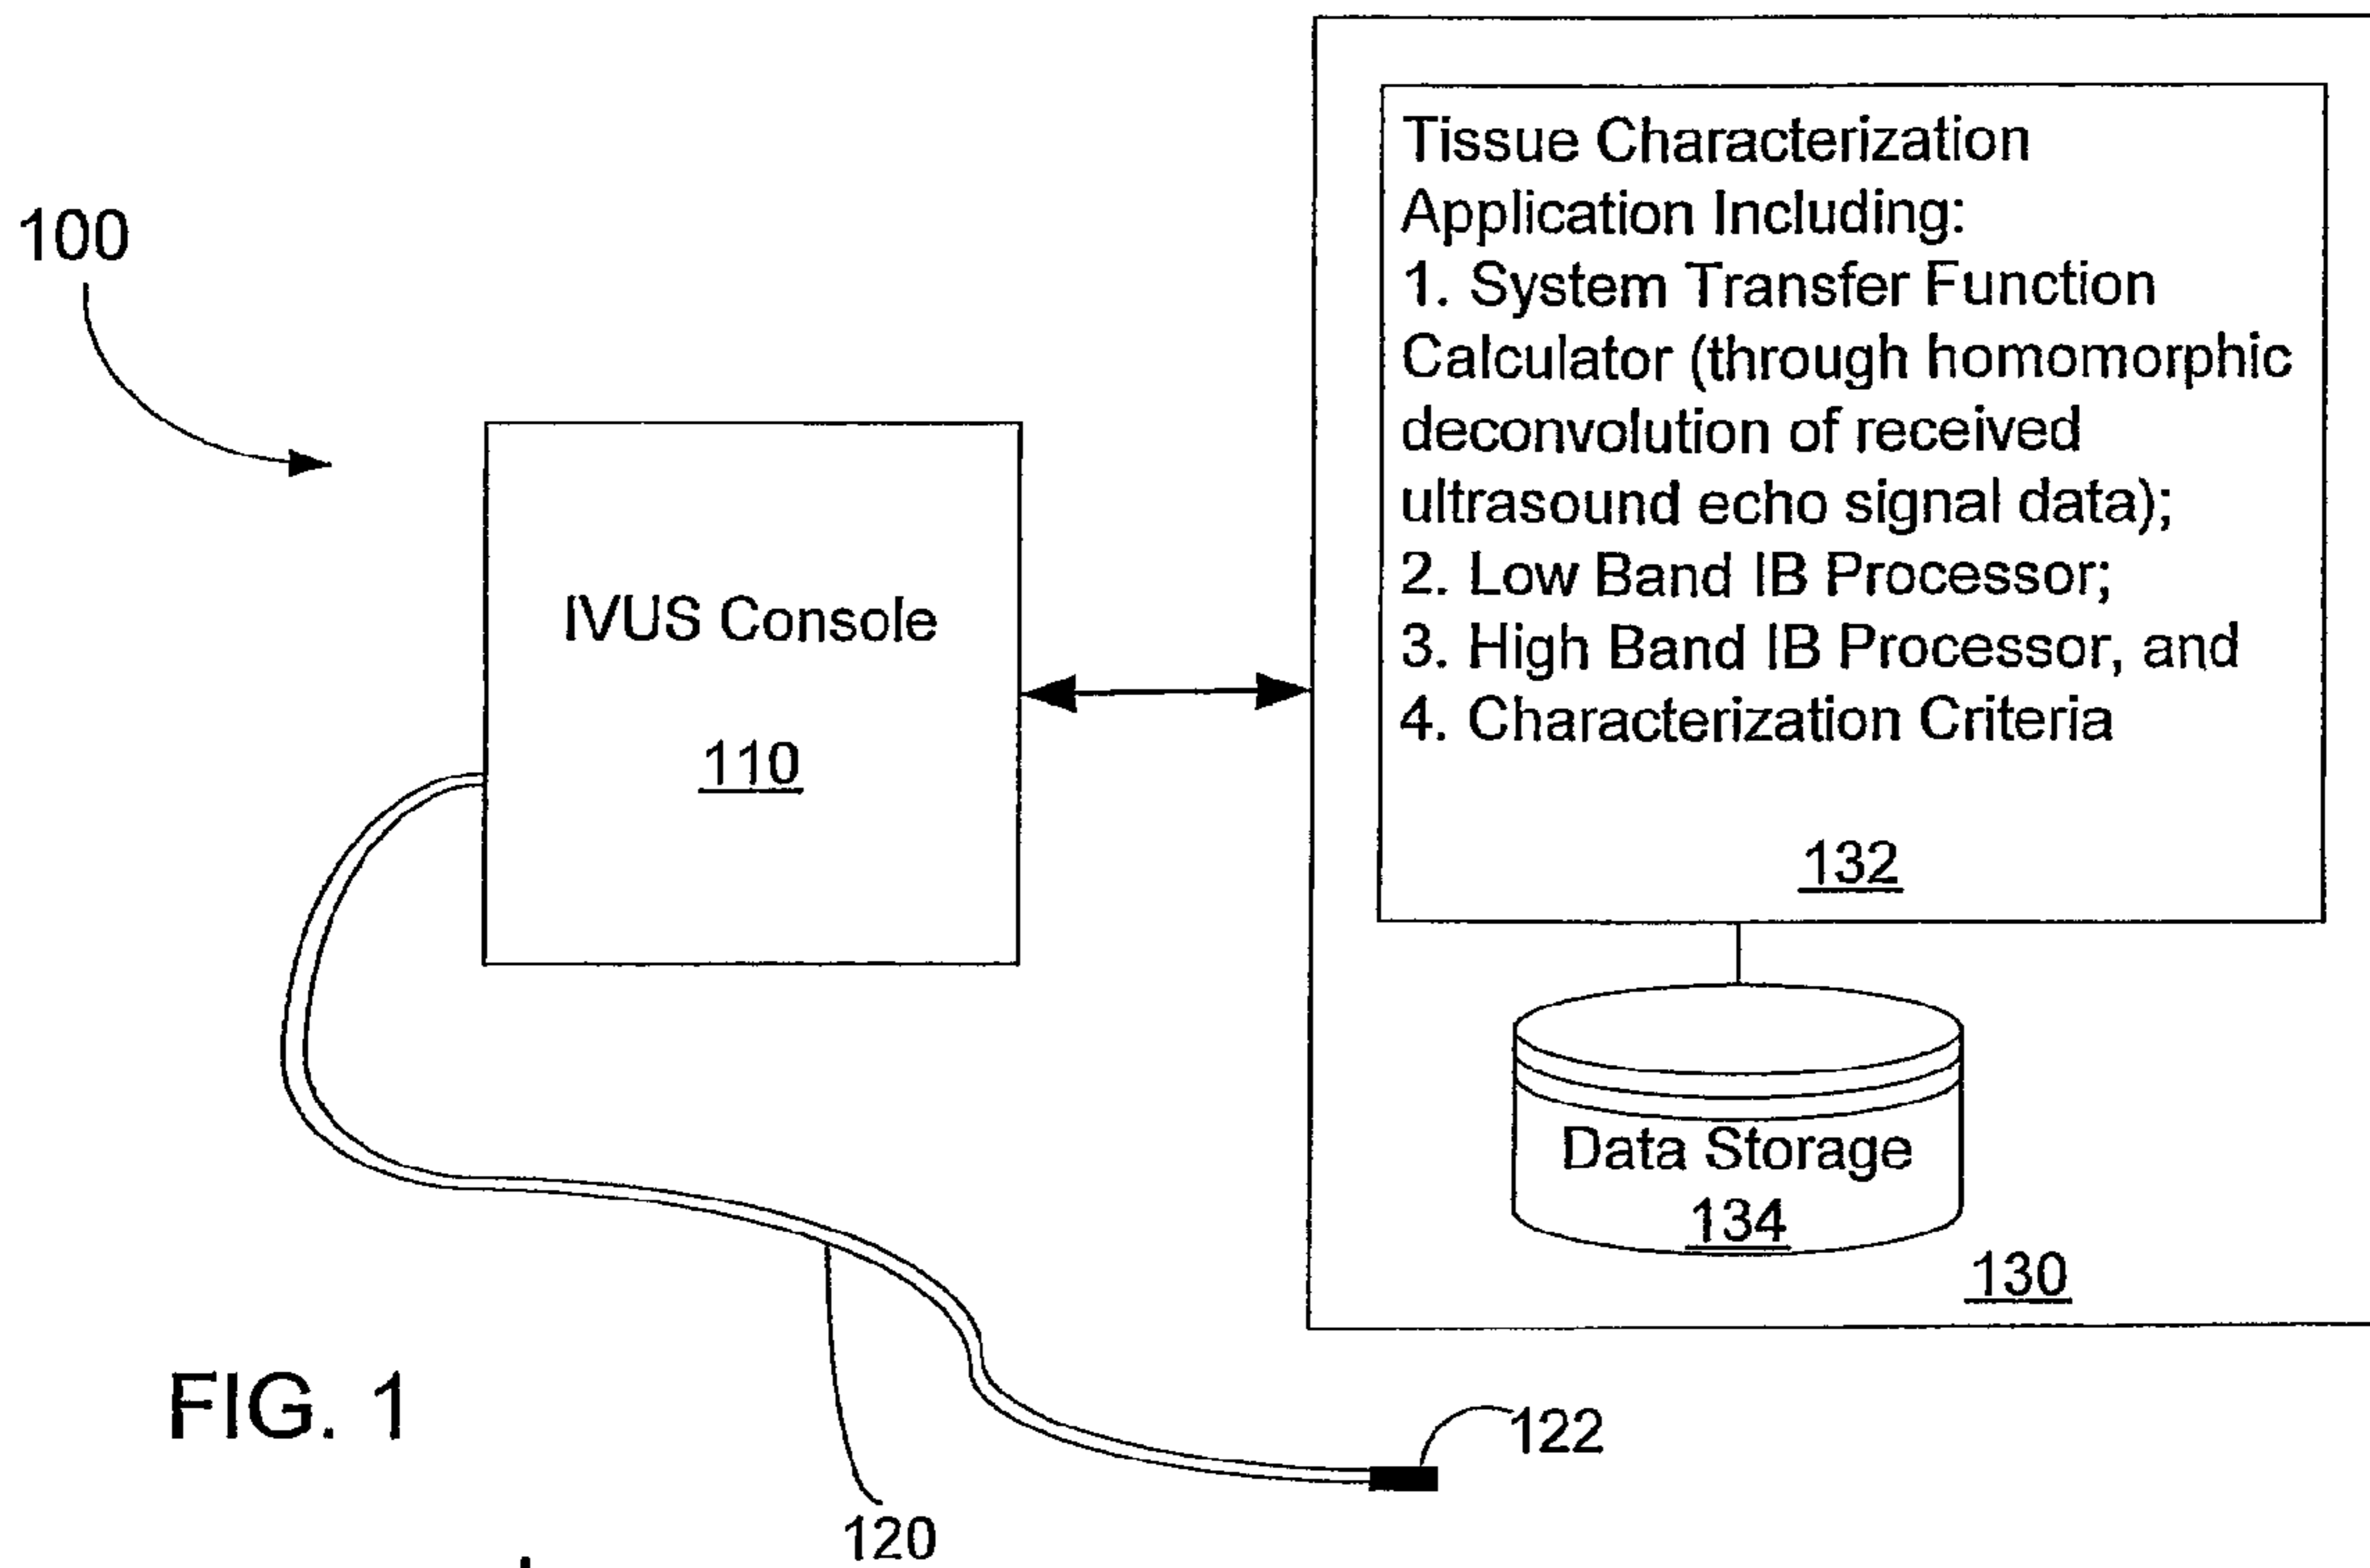 100
IVUS Console
110
Tissue Characterization
Application Including:
1. System Transfer Function
Calculator (through homomorphic
deconvolution of received
ultrasound echo signal data);
2. Low Band IB Processor;
3. High Band IB Processor, and
4. Characterization Criteria
132
Data Storage
134
130
FIG. 1
122
120